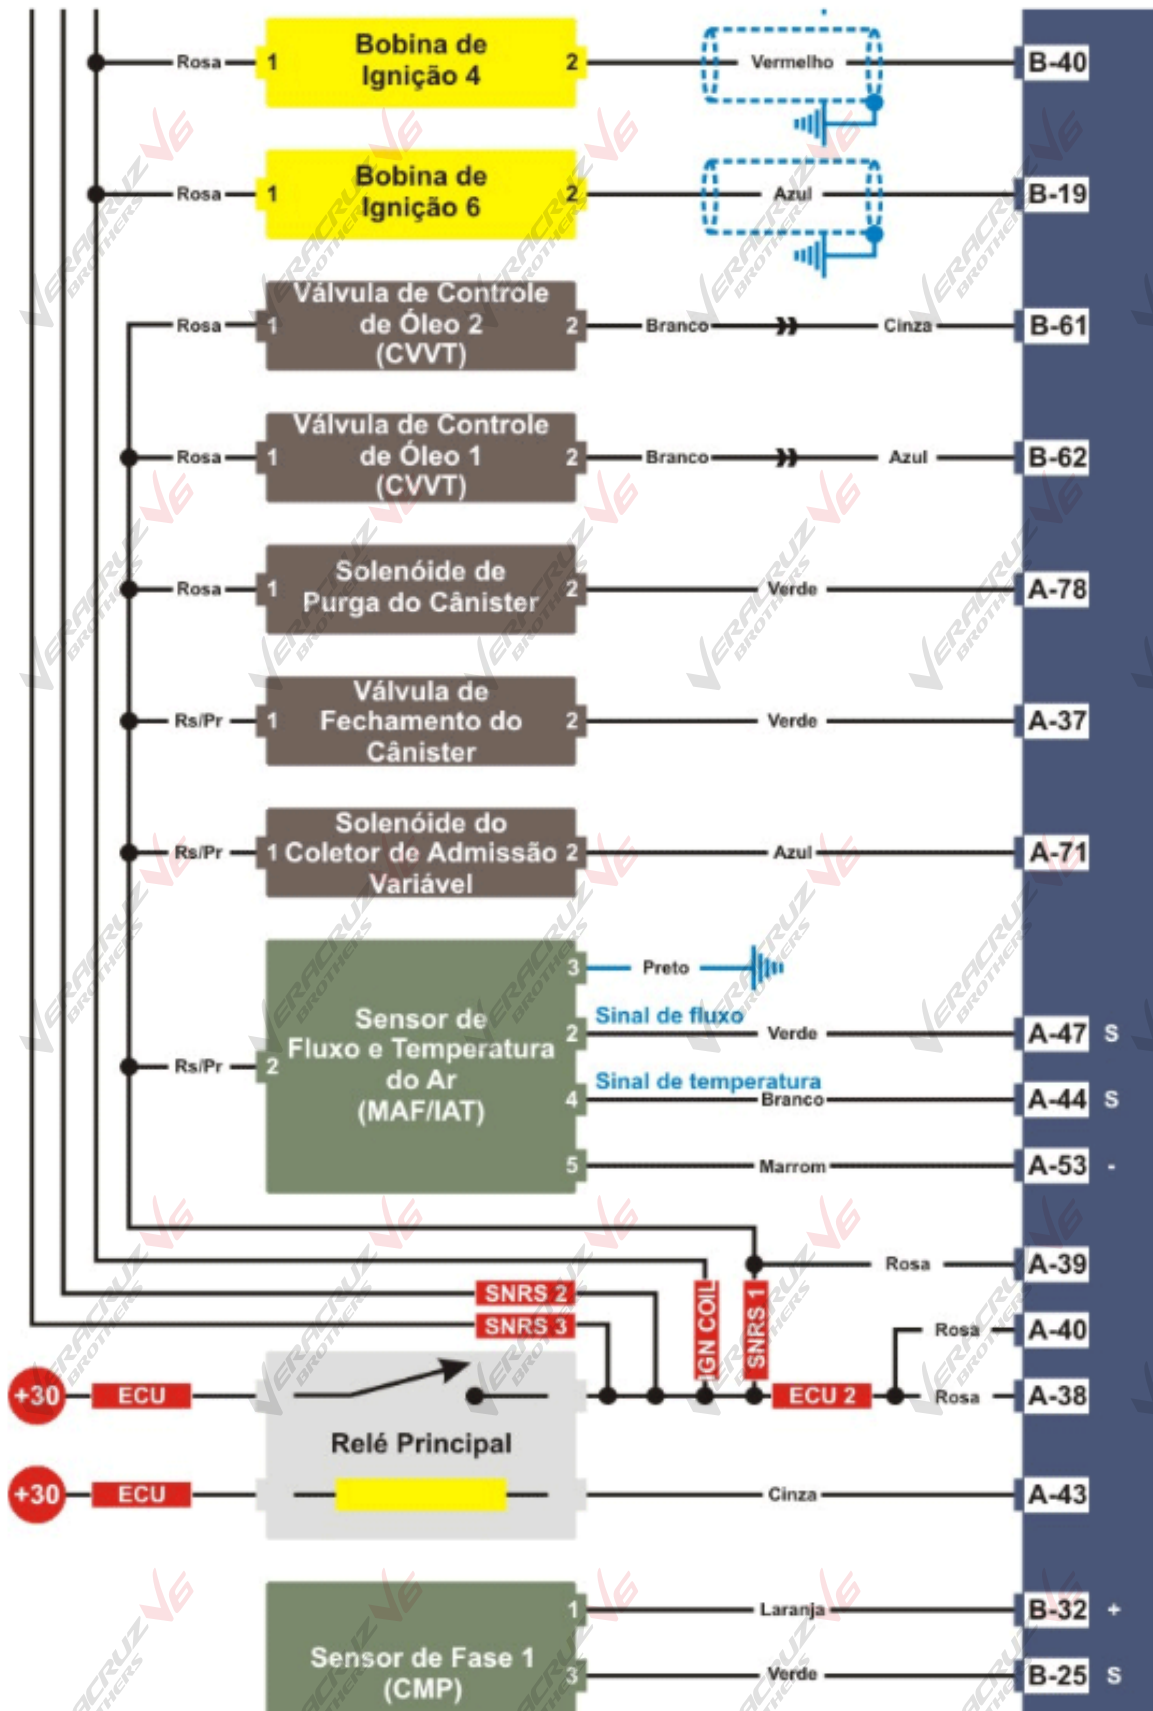 Bobina de
Ignição 4
Rosa 1 2 Vermelho B-40
Bobina de
Ignição 6
Rosa 1 2 Azul B-19
Válvula de Controle
de Óleo 2
(CVVT)
Rosa 1 2 Branco Cinza B-61
Válvula de Controle
de Óleo 1
(CVVT)
Rosa 1 2 Branco Azul B-62
Solenóide de
Purga do Cânister
Rosa 1 2 Verde A-78
Válvula de
Fechamento do
Cânister
Rs/Pr 1 2 Verde A-37
Solenóide do
Coletor de Admissão
Variável
Rs/Pr 1 2 Azul A-71
Sensor de
Fluxo e Temperatura
do Ar
(MAF/IAT)
Rs/Pr 2
3 Preto
Sinal de fluxo
2 Verde A-47 S
Sinal de temperatura
4 Branco A-44 S
5 Marrom A-53 -
Rosa A-39
SNRS 2
SNRS 3
IGN COIL
SNRS 1
Rosa A-40
+30 ECU ECU 2 Rosa A-38
Relé Principal
+30 ECU Cinza A-43
Sensor de Fase 1
(CMP)
1 Laranja B-32 +
3 Verde B-25 S
VERACRUZ V6
BROTHERS